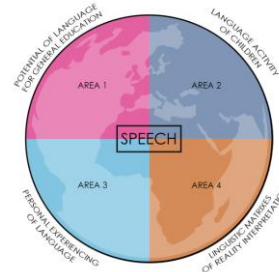 POTENTIAL OF LANGUAGE
FOR GENERAL EDUCATION
LANGUAGE ACTIVITY
OF CHILDREN
AREA 1
AREA 2
SPEECH
AREA 3
AREA 4
PERSONAL EXPERIENCING
OF LANGUAGE
LINGUISTIC MATRIXES
OF REALITY INTERPRETATION